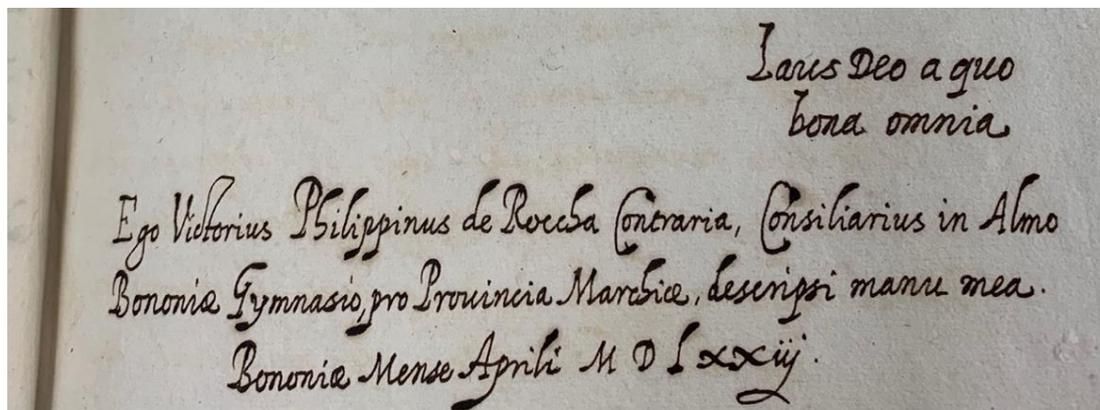 Laus Deo a quo
bona omnia
Ego Victorius Philippinus de Roccha Contraria, Consiliarius in Almo
Bononiæ Gymnasio, pro Prouincia Marchiæ, descripsi manu mea.
Bononiæ Mense Aprili M D L xxiij.